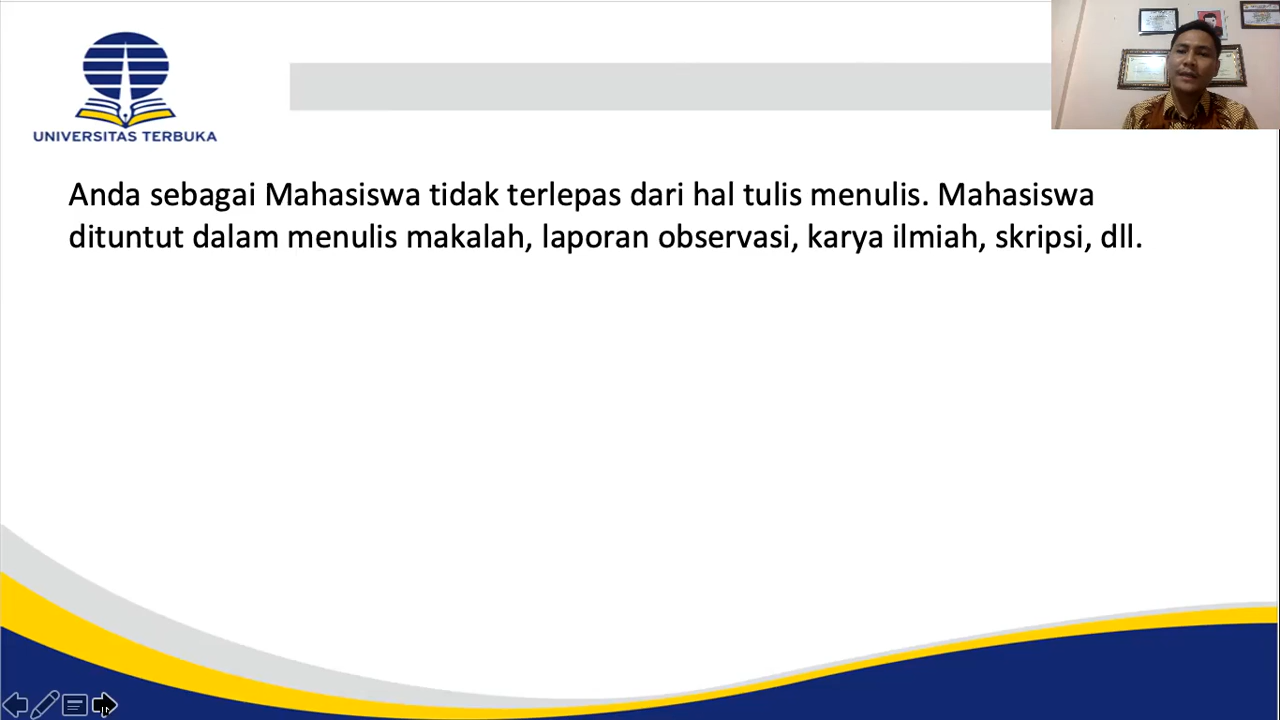 UNIVERSITAS TERBUKA
Anda sebagai Mahasiswa tidak terlepas dari hal tulis menulis. Mahasiswa
dituntut dalam menulis makalah, laporan observasi, karya ilmiah, skripsi, dll.